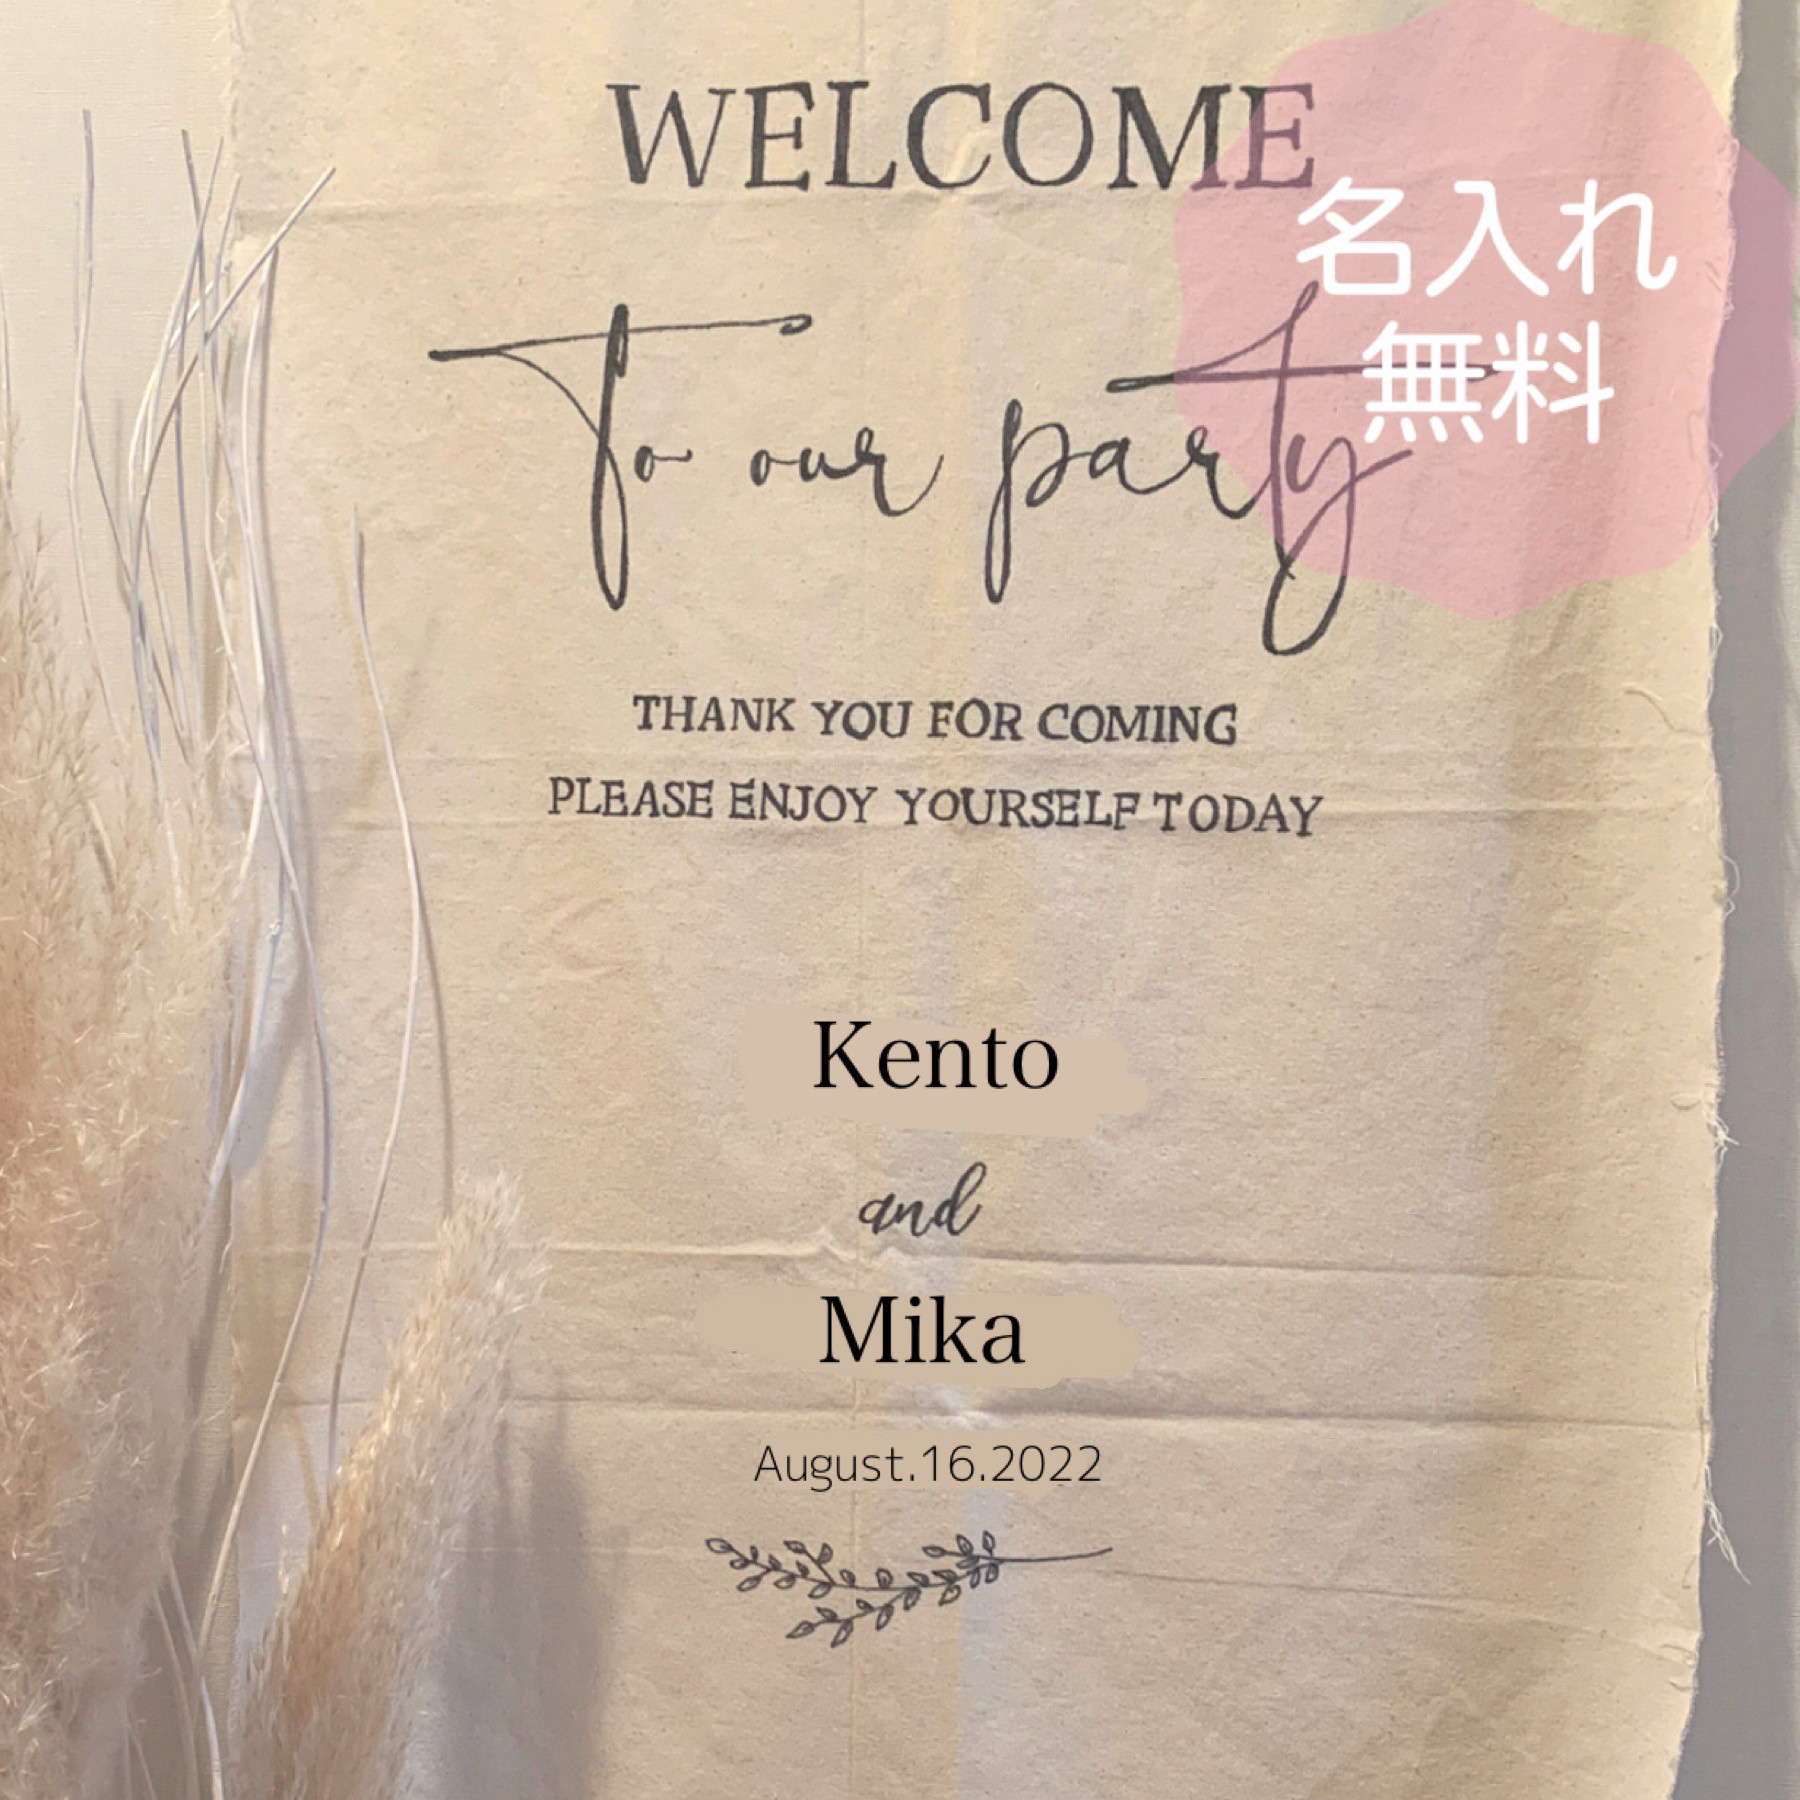 WELCOME
名入れ
無料
To our party
THANK YOU FOR COMING
PLEASE ENJOY YOURSELF TODAY
Kento
and
Mika
August.16.2022